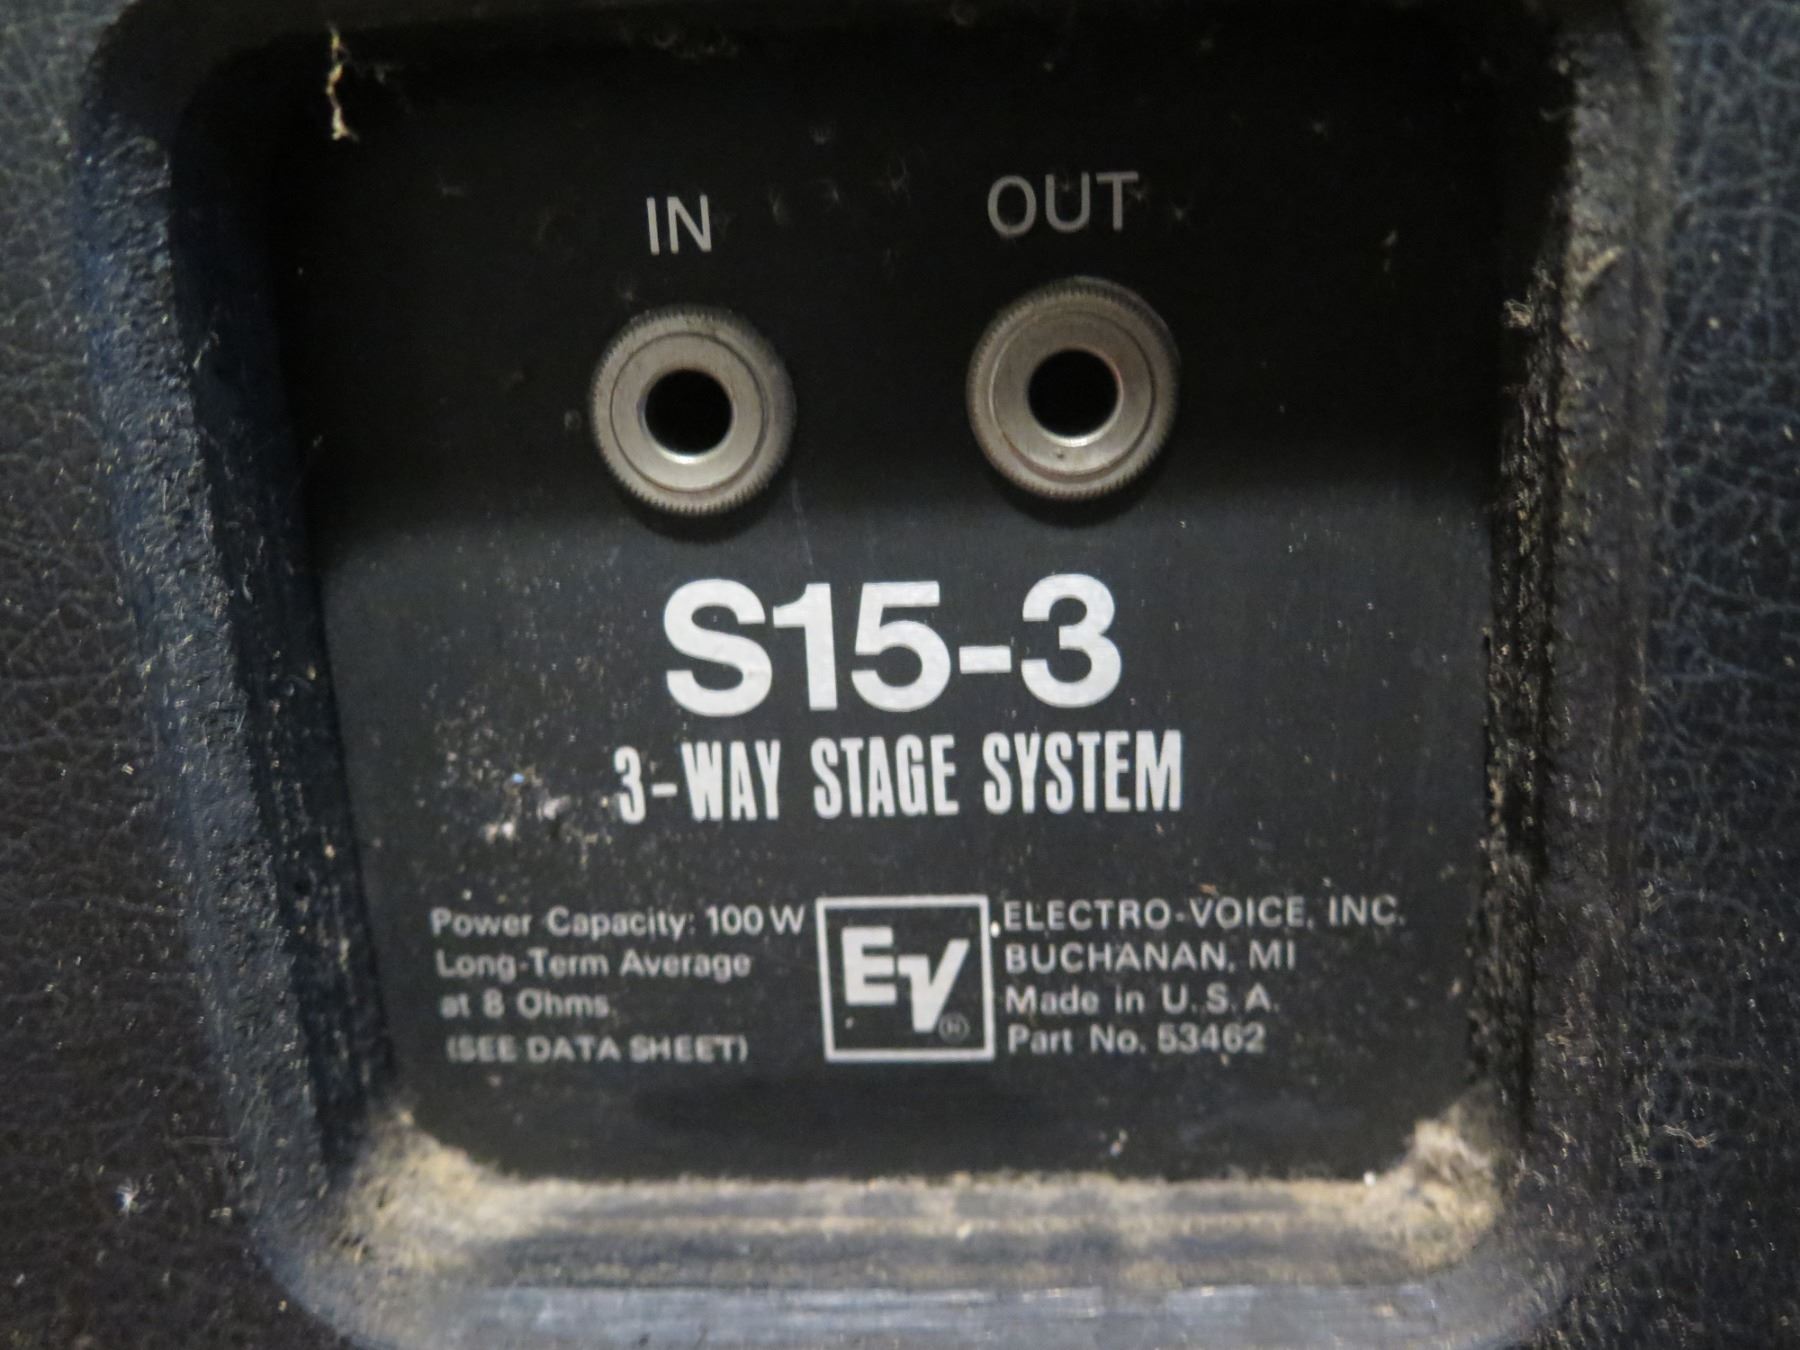 IN OUT
S15-3
3-WAY STAGE SYSTEM
Power Capacity: 100 W
Long-Term Average
at 8 Ohms.
(SEE DATA SHEET)
EV®
ELECTRO-VOICE, INC.
BUCHANAN, MI
Made in U.S.A.
Part No. 53462